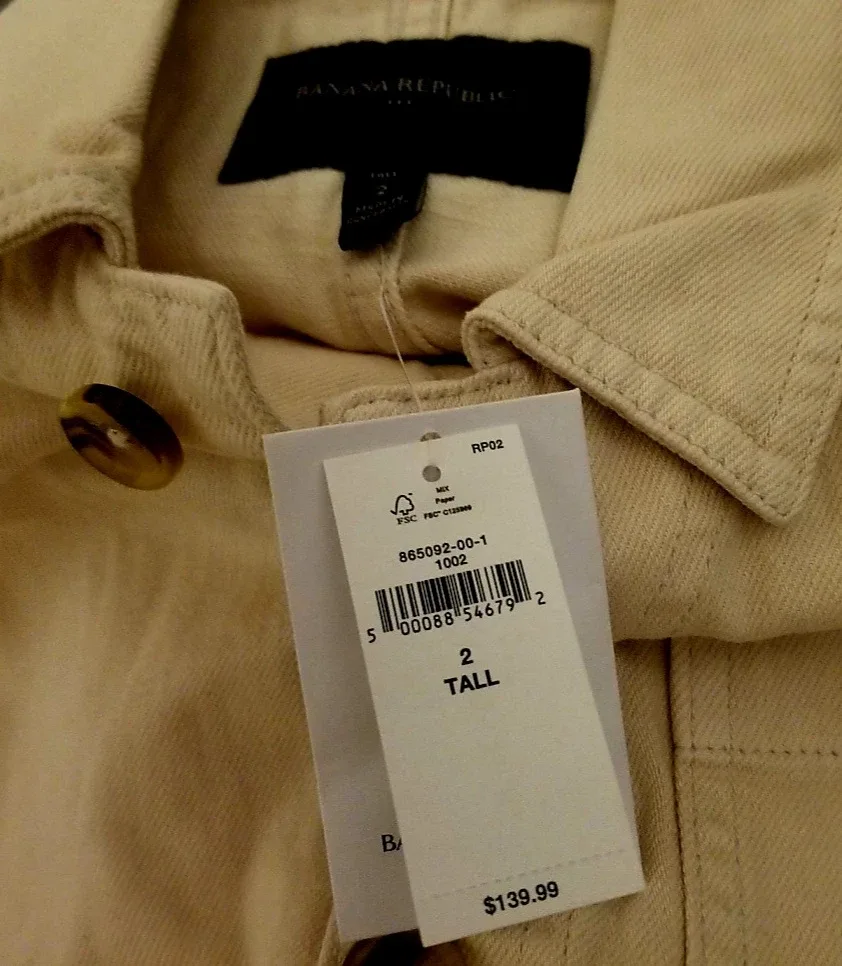 BANANA REPUBLIC
TALL
2
RP02
MIX
Paper
FSC
865092-00-1
1002
5 00088 54679 2
2
TALL
BA
$139.99